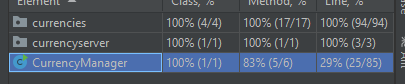 Element Class, % Method, % Line, %
currencies 100% (4/4) 100% (17/17) 100% (94/94)
currencyserver 100% (1/1) 100% (1/1) 100% (3/3)
CurrencyManager 100% (1/1) 83% (5/6) 29% (25/85)